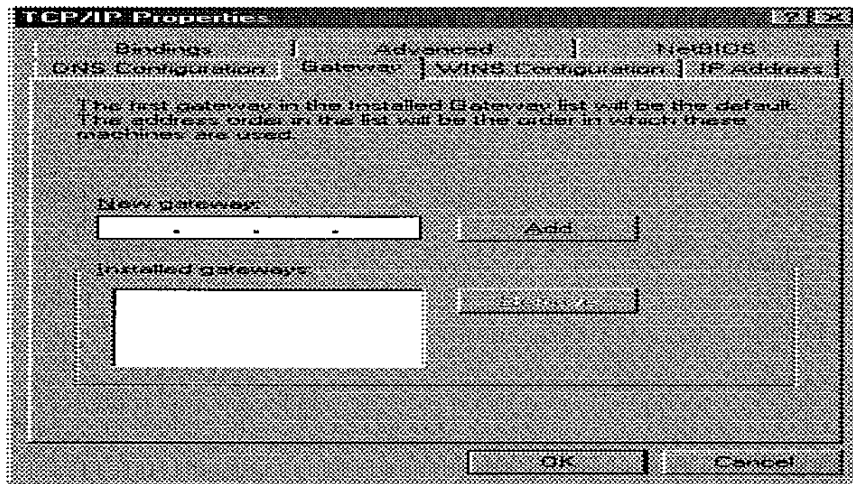 TCP/IP Properties
Bindings Advanced NetBIOS
DNS Configuration Gateway WINS Configuration IP Address
The first gateway in the Installed Gateway list will be the default.
The address order in the list will be the order in which these
machines are used.
New gateway:
. . .
Add
Installed gateways:
Remove
OK Cancel